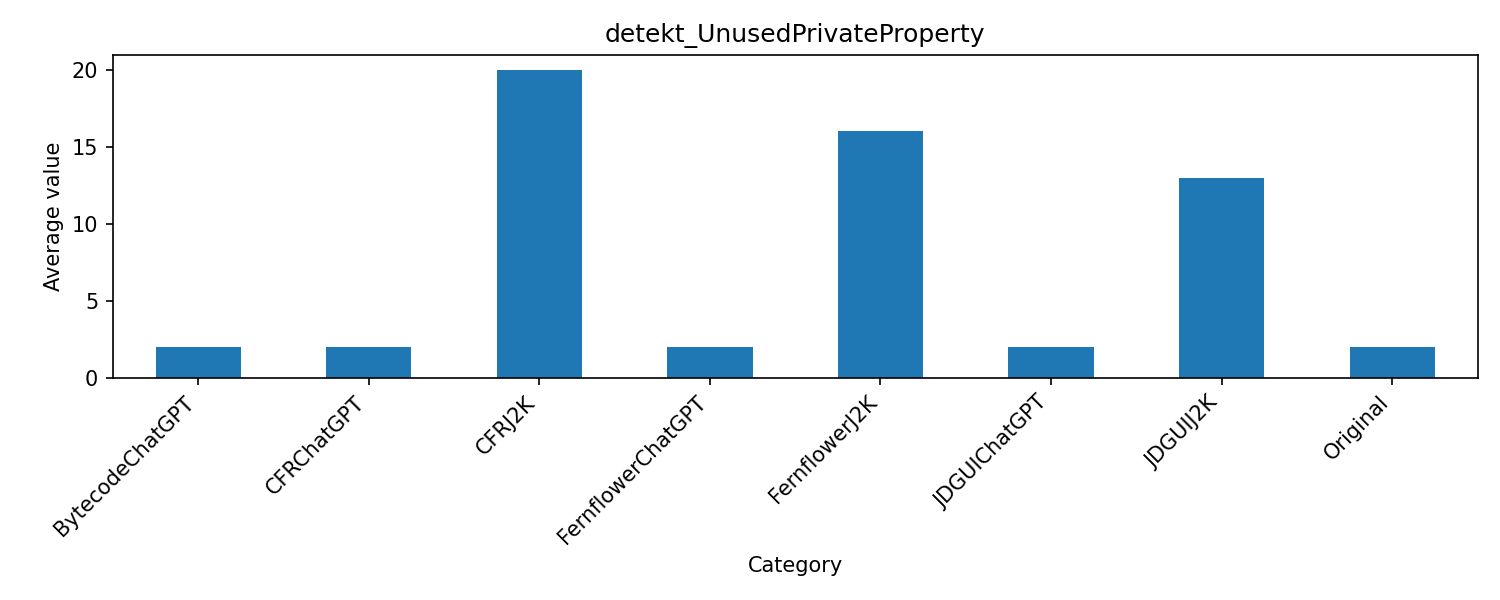 detekt_UnusedPrivateProperty
Average value
20
15
10
5
0
BytecodeChatGPT
CFRChatGPT
CFRJ2K
FernflowerChatGPT
FernflowerJ2K
JDGUIChatGPT
JDGUIJ2K
Original
Category